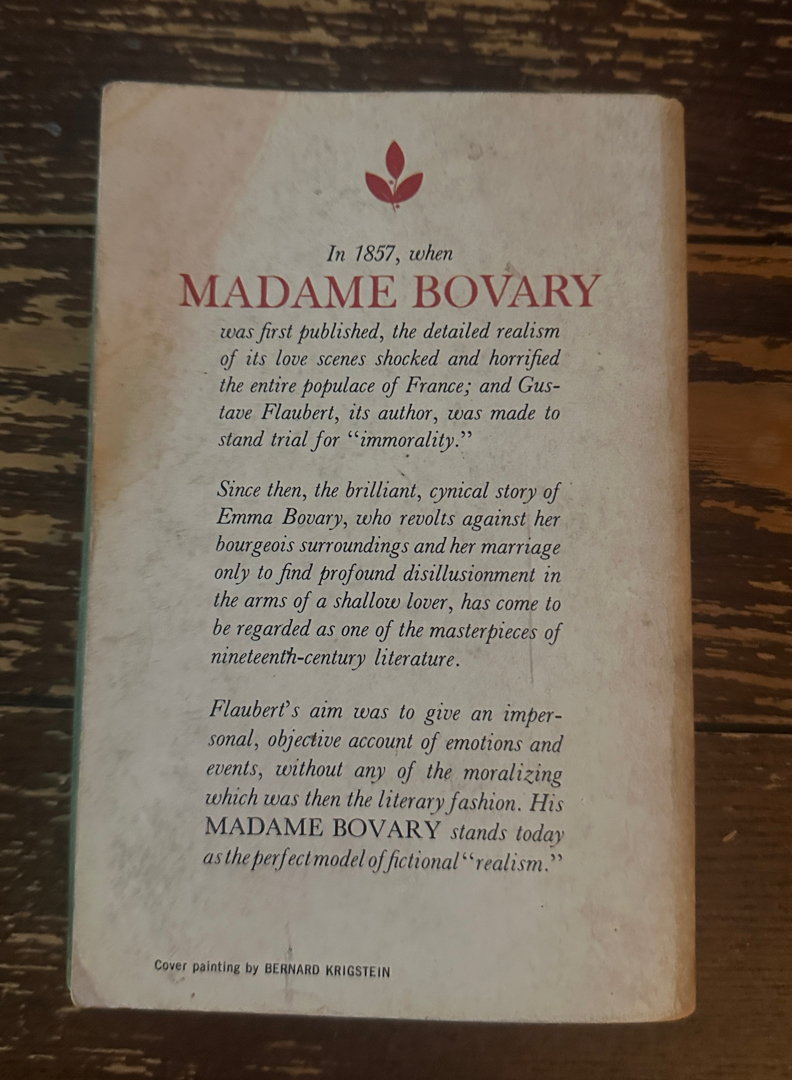 In 1857, when
MADAME BOVARY
was first published, the detailed realism
of its love scenes shocked and horrified
the entire populace of France; and Gus-
tave Flaubert, its author, was made to
stand trial for “immorality.”
Since then, the brilliant, cynical story of
Emma Bovary, who revolts against her
bourgeois surroundings and her marriage
only to find profound disillusionment in
the arms of a shallow lover, has come to
be regarded as one of the masterpieces of
nineteenth-century literature.
Flaubert’s aim was to give an imper-
sonal, objective account of emotions and
events, without any of the moralizing
which was then the literary fashion. His
MADAME BOVARY stands today
as the perfect model of fictional “realism.”
Cover painting by BERNARD KRIGSTEIN